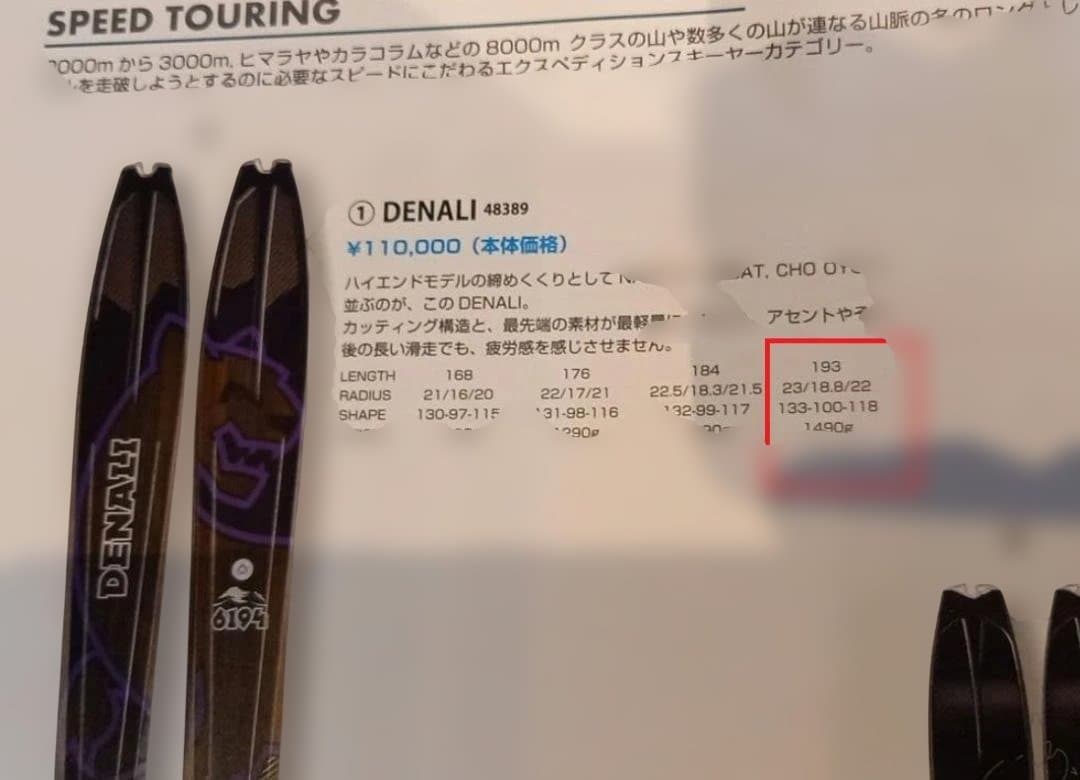 SPEED TOURING
000m から 3000m, ヒマラヤやカラコラムなどの 8000m クラスの山や数多くの山が連なる山脈の
を走破しようとするのに必要なスピードにこだわるエクスペディションスキーヤーカテゴリー。
① DENALI 48389
¥110,000（本体価格）
ハイエンドモデルの締めくくりとして AT, CHO OYU
並ぶのが、この DENALI。
カッティング構造と、最先端の素材が最軽量に アセントやそ
後の長い滑走でも、疲労感を感じさせません。
LENGTH 168 176 184 193
RADIUS 21/16/20 22/17/21 22.5/18.3/21.5 23/18.8/22
SHAPE 130-97-115 131-98-116 132-99-117 133-100-118
1290g 1490g
DENALI
6194